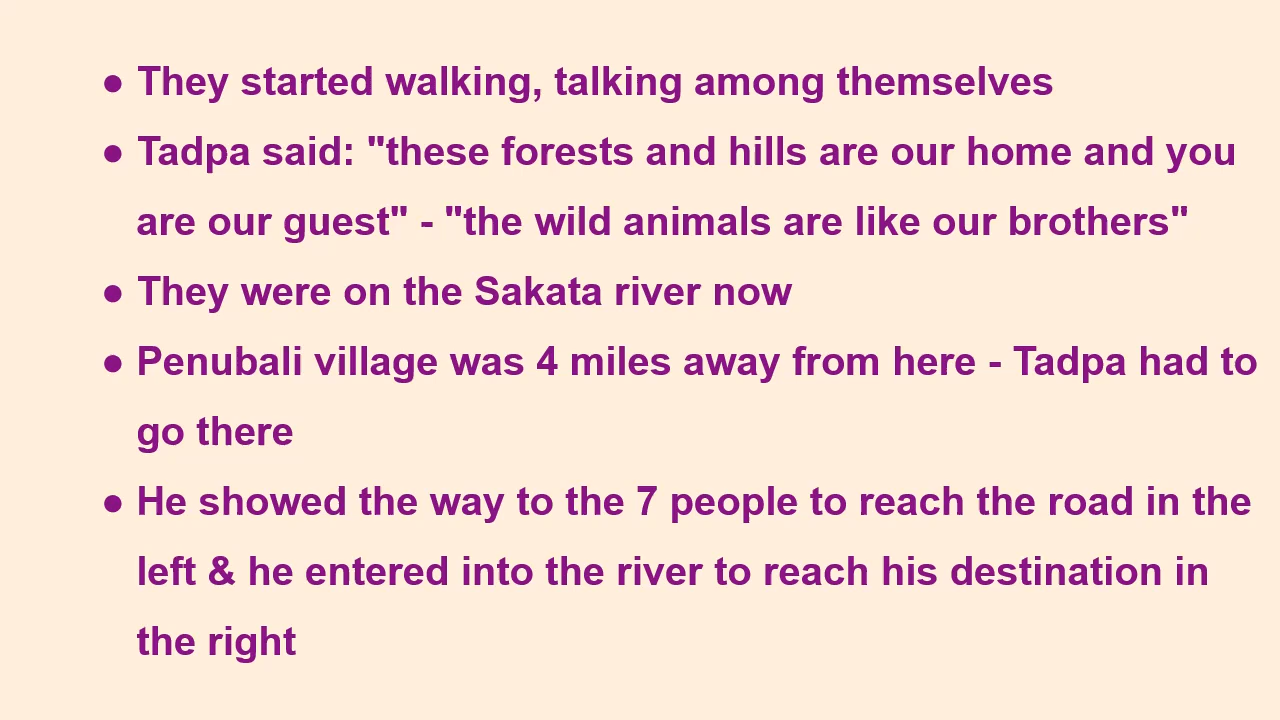 ● They started walking, talking among themselves
● Tadpa said: "these forests and hills are our home and you
are our guest" - "the wild animals are like our brothers"
● They were on the Sakata river now
● Penubali village was 4 miles away from here - Tadpa had to
go there
● He showed the way to the 7 people to reach the road in the
left & he entered into the river to reach his destination in
the right